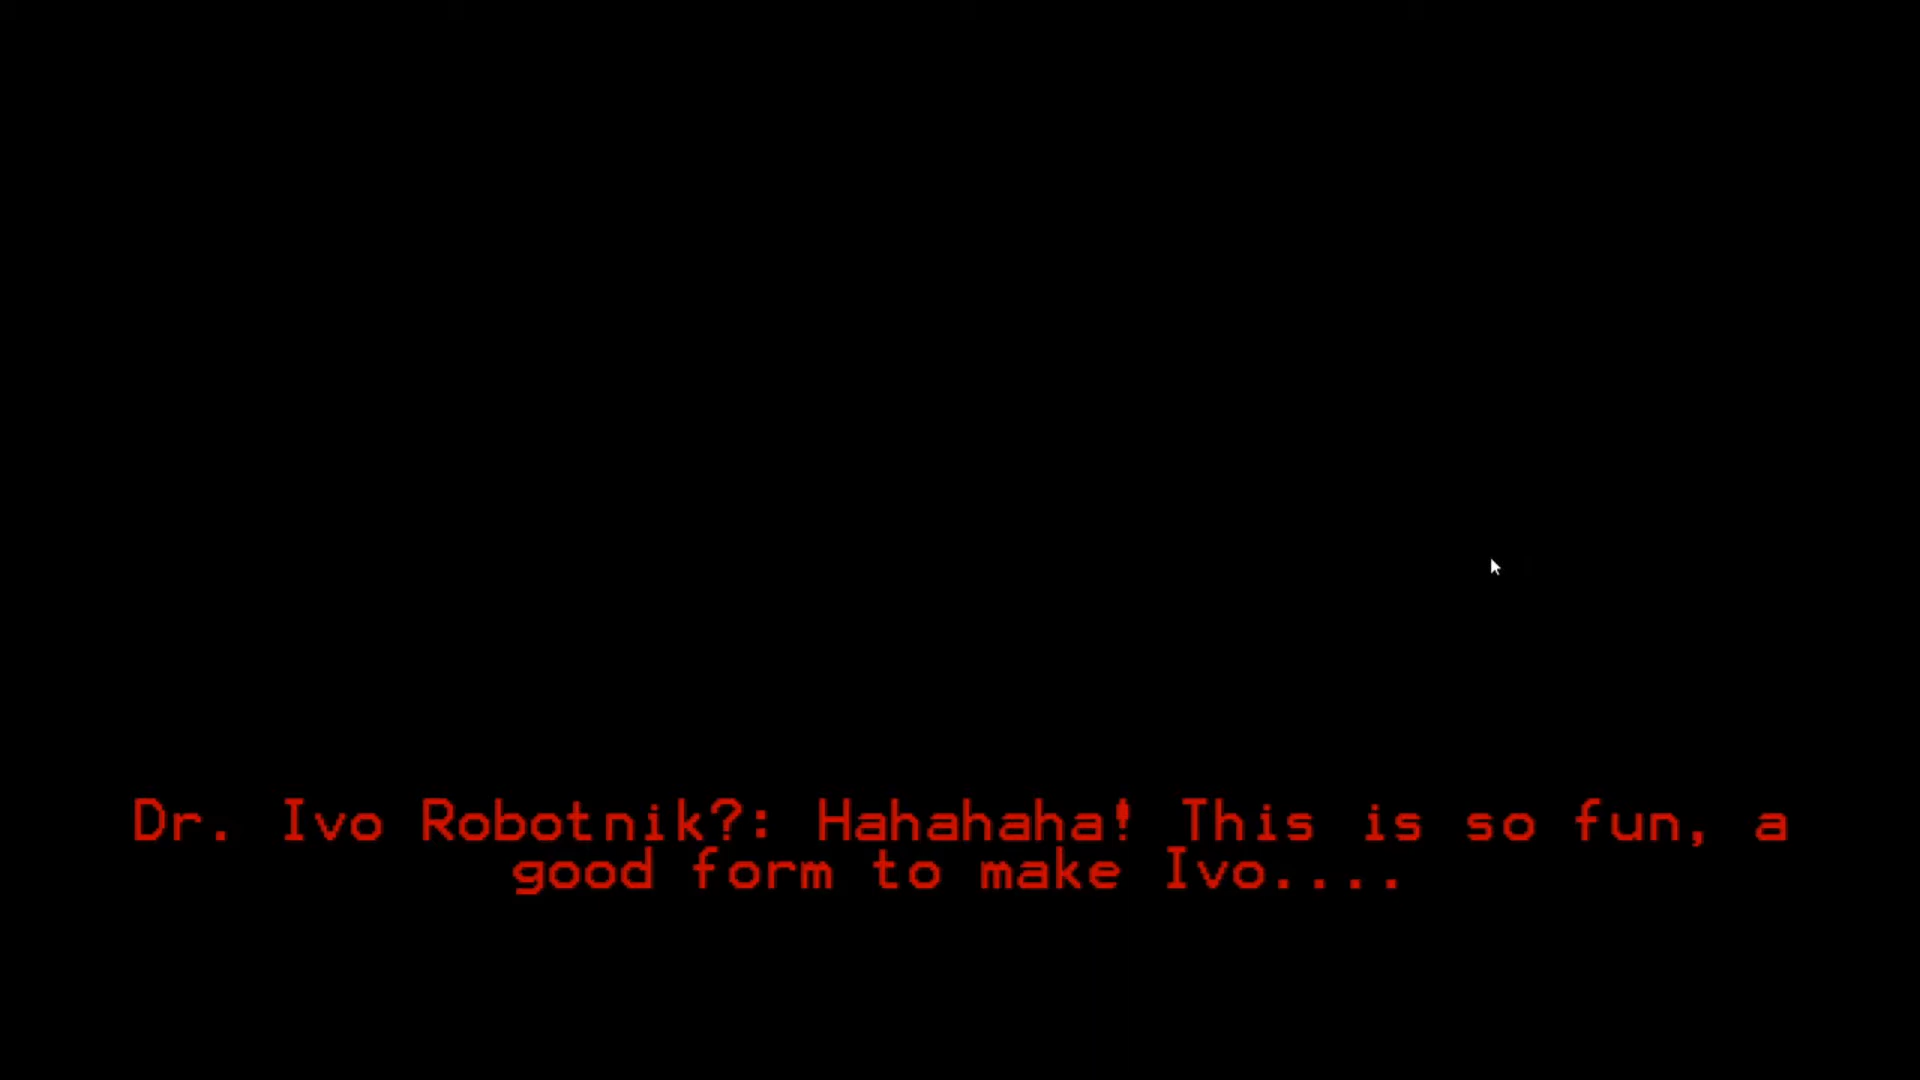 Dr. Ivo Robotnik?: Hahahaha! This is so fun, a
good form to make Ivo....